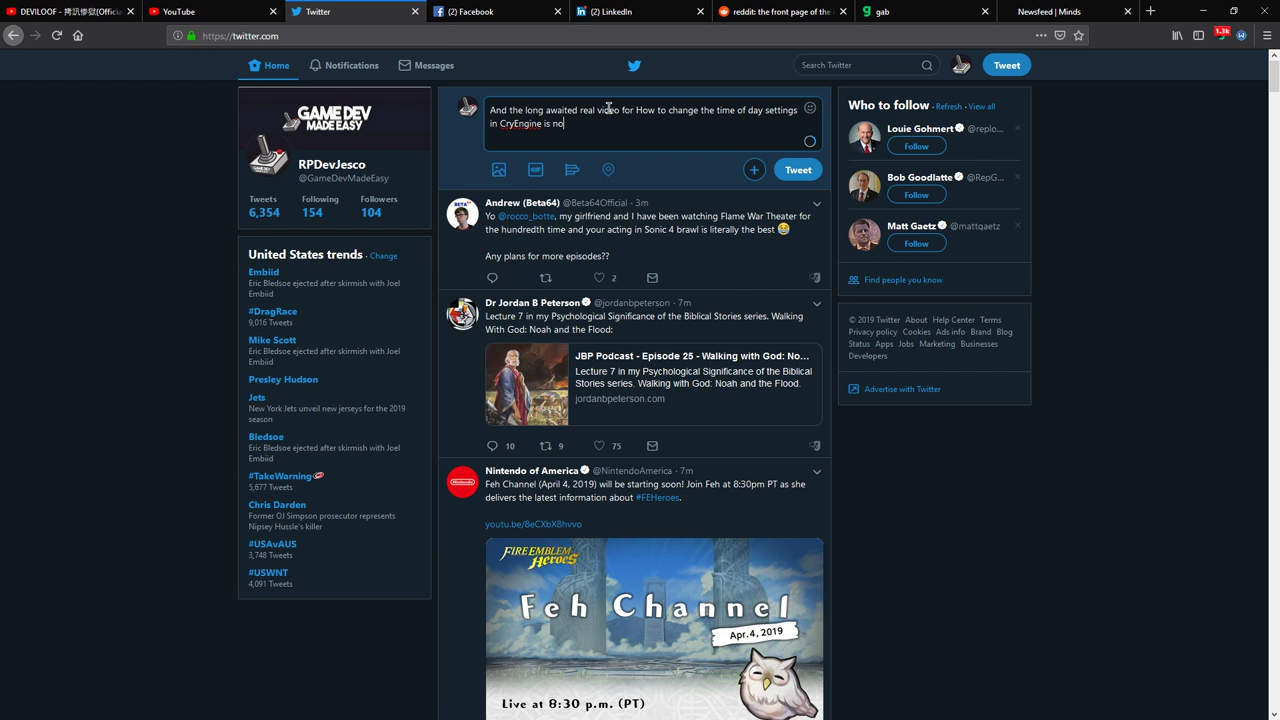 DEVILOOF - 拷訊惨獄(Officia
YouTube
Twitter
(2) Facebook
(2) LinkedIn
reddit: the front page of the i
gab
Newsfeed | Minds
https://twitter.com
1.3k
Home
Notifications
Messages
Search Twitter
Tweet
GAME DEV
MADE EASY
RPDevJesco
@GameDevMadeEasy
Tweets
Following
Followers
6,354
154
104
United States trends · Change
Embiid
Eric Bledsoe ejected after skirmish with Joel
Embiid
#DragRace
9,016 Tweets
Mike Scott
Eric Bledsoe ejected after skirmish with Joel
Embiid
Presley Hudson
Jets
New York Jets unveil new jerseys for the 2019
season
Bledsoe
Eric Bledsoe ejected after skirmish with Joel
Embiid
#TakeWarning
5,677 Tweets
Chris Darden
Former OJ Simpson prosecutor represents
Nipsey Hussle's killer
#USAvAUS
3,748 Tweets
#USWNT
4,091 Tweets
And the long awaited real video for How to change the time of day settings
in CryEngine is no
GIF
Tweet
BETA
Andrew (Beta64) @Beta64Official · 3m
Yo @rocco_botte, my girlfriend and I have been watching Flame War Theater for
the hundredth time and your acting in Sonic 4 brawl is literally the best 😂
Any plans for more episodes??
2
Dr Jordan B Peterson @jordanbpeterson · 7m
Lecture 7 in my Psychological Significance of the Biblical Stories series. Walking
With God: Noah and the Flood:
JBP Podcast - Episode 25 - Walking with God: No...
Lecture 7 in my Psychological Significance of the Biblical
Stories series. Walking with God: Noah and the Flood.
jordanbpeterson.com
10
9
75
Nintendo of America @NintendoAmerica · 7m
Feh Channel (April 4, 2019) will be starting soon! Join Feh at 8:30pm PT as she
delivers the latest information about #FEHeroes.
youtu.be/8eCXbX8hvvo
Nintendo
FIRE EMBLEM
HEROES
Feh Channel
Apr.4, 2019
Live at 8:30 p.m. (PT)
Who to follow · Refresh · View all
Louie Gohmert @replo...
Follow
Bob Goodlatte @RepG...
Follow
Matt Gaetz @mattgaetz
Follow
Find people you know
© 2019 Twitter About Help Center Terms
Privacy policy Cookies Ads info Brand Blog
Status Apps Jobs Marketing Businesses
Developers
Advertise with Twitter